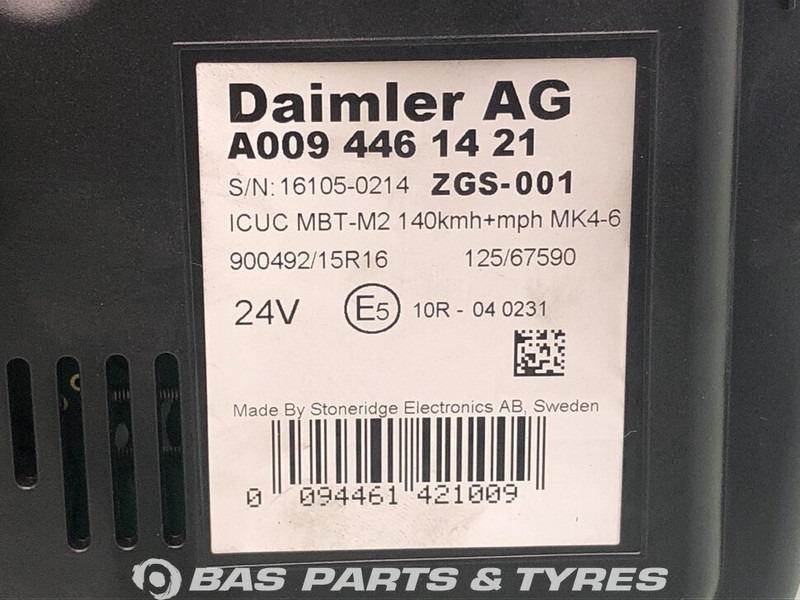 Daimler AG
A009 446 14 21
S/N: 16105-0214 ZGS-001
ICUC MBT-M2 140kmh+mph MK4-6
900492/15R16 125/67590
24V E5 10R - 04 0231
Made By Stoneridge Electronics AB, Sweden
0 094461 421009
BAS PARTS & TYRES